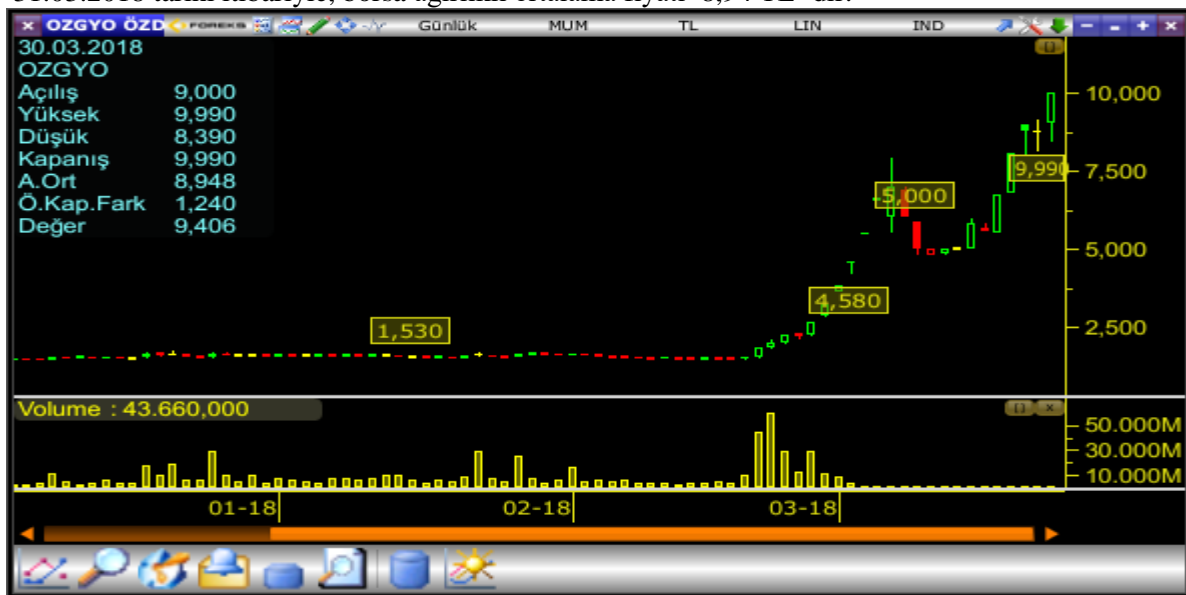 OZGYO ÖZD FOREKS Günlük MUM TL LIN IND
30.03.2018
OZGYO
Açılış 9,000
Yüksek 9,990
Düşük 8,390
Kapanış 9,990
A.Ort 8,948
Ö.Kap.Fark 1,240
Değer 9,406
10,000
9,990
7,500
5,000
5,000
4,580
1,530
2,500
Volume : 43.660,000
50.000M
30.000M
10.000M
01-18 02-18 03-18